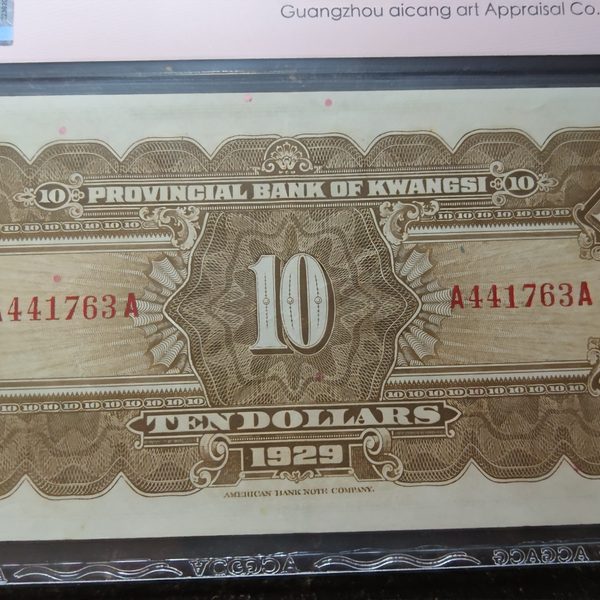 Guangzhou aicang art Appraisal Co.
10 PROVINCIAL BANK OF KWANGSI 10
A441763A
10
A441763A
TEN DOLLARS
1929
AMERICAN BANK NOTE COMPANY.